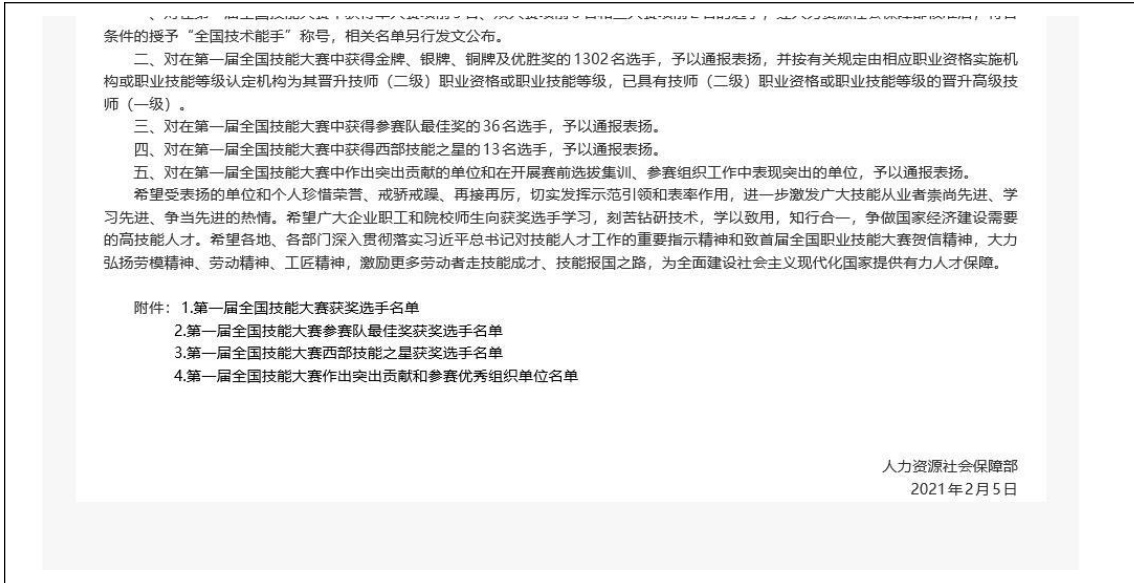 对在第一届全国技能大赛中获得单人赛项前
条件的授予“全国技术能手”称号，相关名单另行发文公布。
二、对在第一届全国技能大赛中获得金牌、银牌、铜牌及优胜奖的1302名选手，予以通报表扬，并按有关规定由相应职业资格实施机
构或职业技能等级认定机构为其晋升技师（二级）职业资格或职业技能等级，已具有技师（二级）职业资格或职业技能等级的晋升高级技
师（一级）。
三、对在第一届全国技能大赛中获得参赛队最佳奖的36名选手，予以通报表扬。
四、对在第一届全国技能大赛中获得西部技能之星的13名选手，予以通报表扬。
五、对在第一届全国技能大赛中作出突出贡献的单位和在开展赛前选拔集训、参赛组织工作中表现突出的单位，予以通报表扬。
希望受表扬的单位和个人珍惜荣誉、戒骄戒躁、再接再厉，切实发挥示范引领和表率作用，进一步激发广大技能从业者崇尚先进、学
习先进、争当先进的热情。希望广大企业职工和院校师生向获奖选手学习，刻苦钻研技术，学以致用，知行合一，争做国家经济建设需要
的高技能人才。希望各地、各部门深入贯彻落实习近平总书记对技能人才工作的重要指示精神和致首届全国职业技能大赛贺信精神，大力
弘扬劳模精神、劳动精神、工匠精神，激励更多劳动者走技能成才、技能报国之路，为全面建设社会主义现代化国家提供有力人才保障。
附件：1.第一届全国技能大赛获奖选手名单
2.第一届全国技能大赛参赛队最佳奖获奖选手名单
3.第一届全国技能大赛西部技能之星获奖选手名单
4.第一届全国技能大赛作出突出贡献和参赛优秀组织单位名单
人力资源社会保障部
2021年2月5日